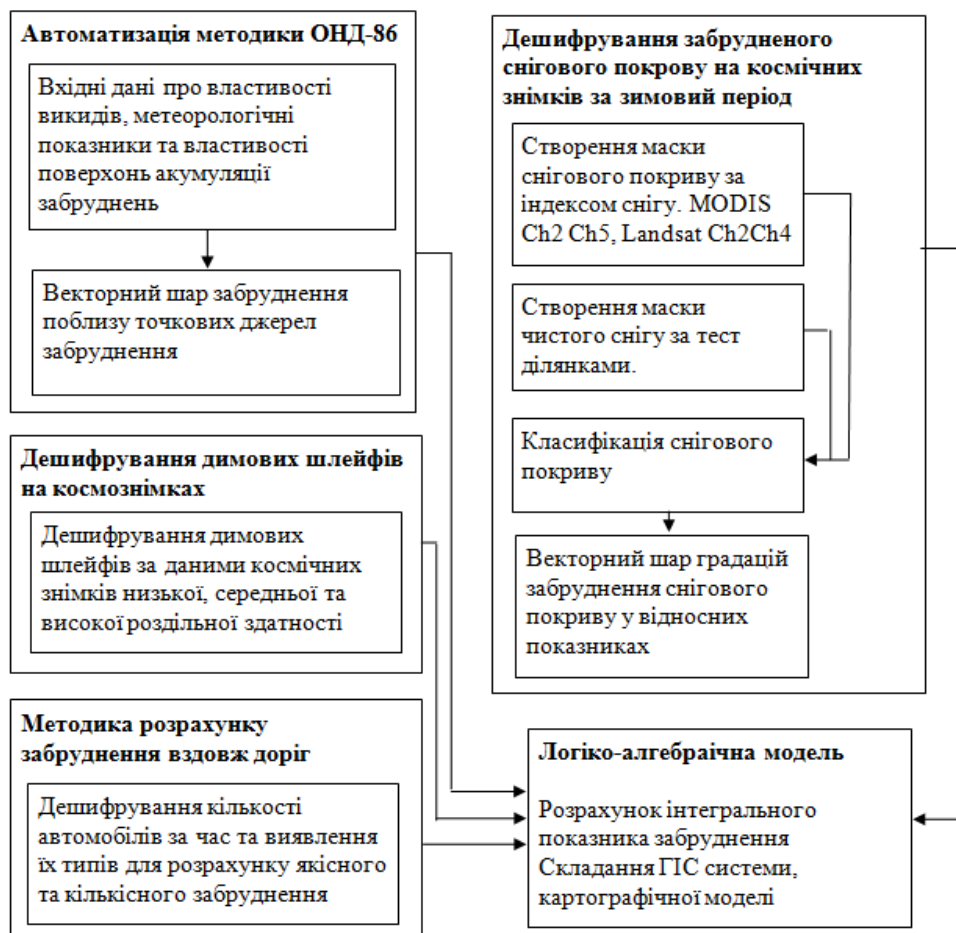 Автоматизація методики ОНД-86
Вхідні дані про властивості
викидів, метеорологічні
показники та властивості
поверхонь акумуляції
забруднень
Векторний шар забруднення
поблизу точкових джерел
забруднення
Дешифрування димових шлейфів
на космознімках
Дешифрування димових
шлейфів за даними космічних
знімків низької, середньої та
високої роздільної здатності
Методика розрахунку
забруднення вздовж доріг
Дешифрування кількості
автомобілів за час та виявлення
їх типів для розрахунку якісного
та кількісного забруднення
Дешифрування забрудненого
снігового покрову на космічних
знімків за зимовий період
Створення маски
снігового покриву за
індексом снігу. MODIS
Ch2 Ch5, Landsat Ch2Ch4
Створення маски
чистого снігу за тест
ділянками.
Класифікація снігового
покриву
Векторний шар градацій
забруднення снігового
покриву у відносних
показниках
Логіко-алгебраїчна модель
Розрахунок інтегрального
показника забруднення
Складання ГІС системи,
картографічної моделі